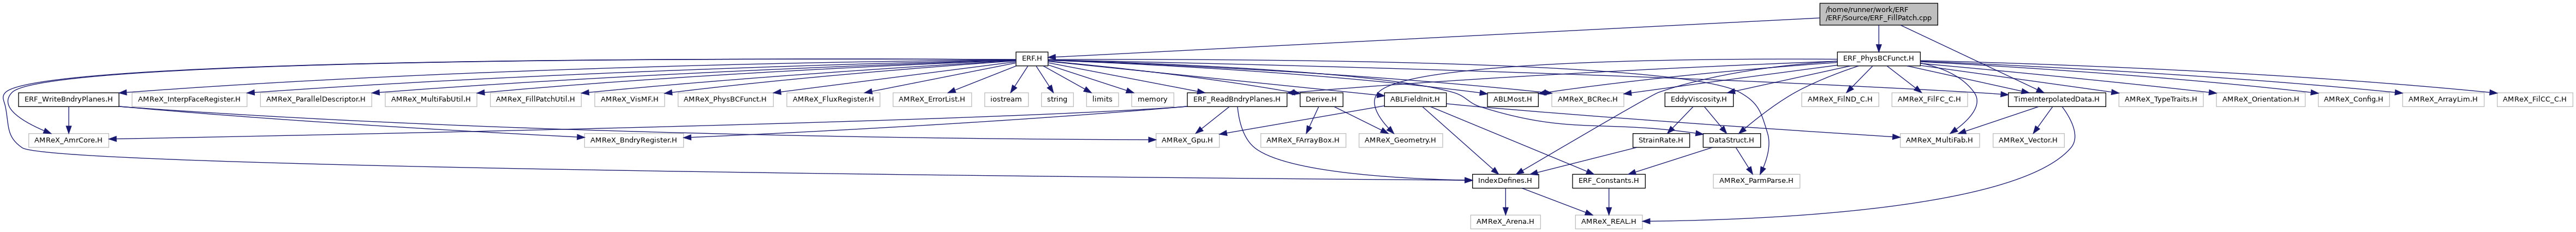 /home/runner/work/ERF
/ERF/Source/ERF_FillPatch.cpp
ERF.H
ERF_PhysBCFunct.H
ERF_WriteBndryPlanes.H
AMReX_InterpFaceRegister.H
AMReX_ParallelDescriptor.H
AMReX_MultiFabUtil.H
AMReX_FillPatchUtil.H
AMReX_VisMF.H
AMReX_PhysBCFunct.H
AMReX_FluxRegister.H
AMReX_ErrorList.H
iostream
string
limits
memory
ERF_ReadBndryPlanes.H
Derive.H
ABLFieldInit.H
ABLMost.H
AMReX_BCRec.H
EddyViscosity.H
AMReX_FilND_C.H
AMReX_FilFC_C.H
TimeInterpolatedData.H
AMReX_TypeTraits.H
AMReX_Orientation.H
AMReX_Config.H
AMReX_ArrayLim.H
AMReX_FilCC_C.H
AMReX_AmrCore.H
AMReX_BndryRegister.H
AMReX_Gpu.H
AMReX_FArrayBox.H
AMReX_Geometry.H
StrainRate.H
DataStruct.H
AMReX_MultiFab.H
AMReX_Vector.H
IndexDefines.H
ERF_Constants.H
AMReX_ParmParse.H
AMReX_Arena.H
AMReX_REAL.H